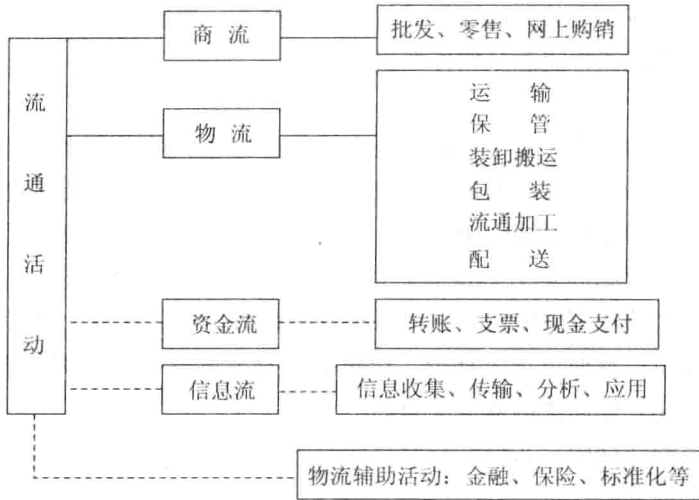 流通活动
商流
批发、零售、网上购销
物流
运输
保管
装卸搬运
包装
流通加工
配送
资金流
转账、支票、现金支付
信息流
信息收集、传输、分析、应用
物流辅助活动：金融、保险、标准化等